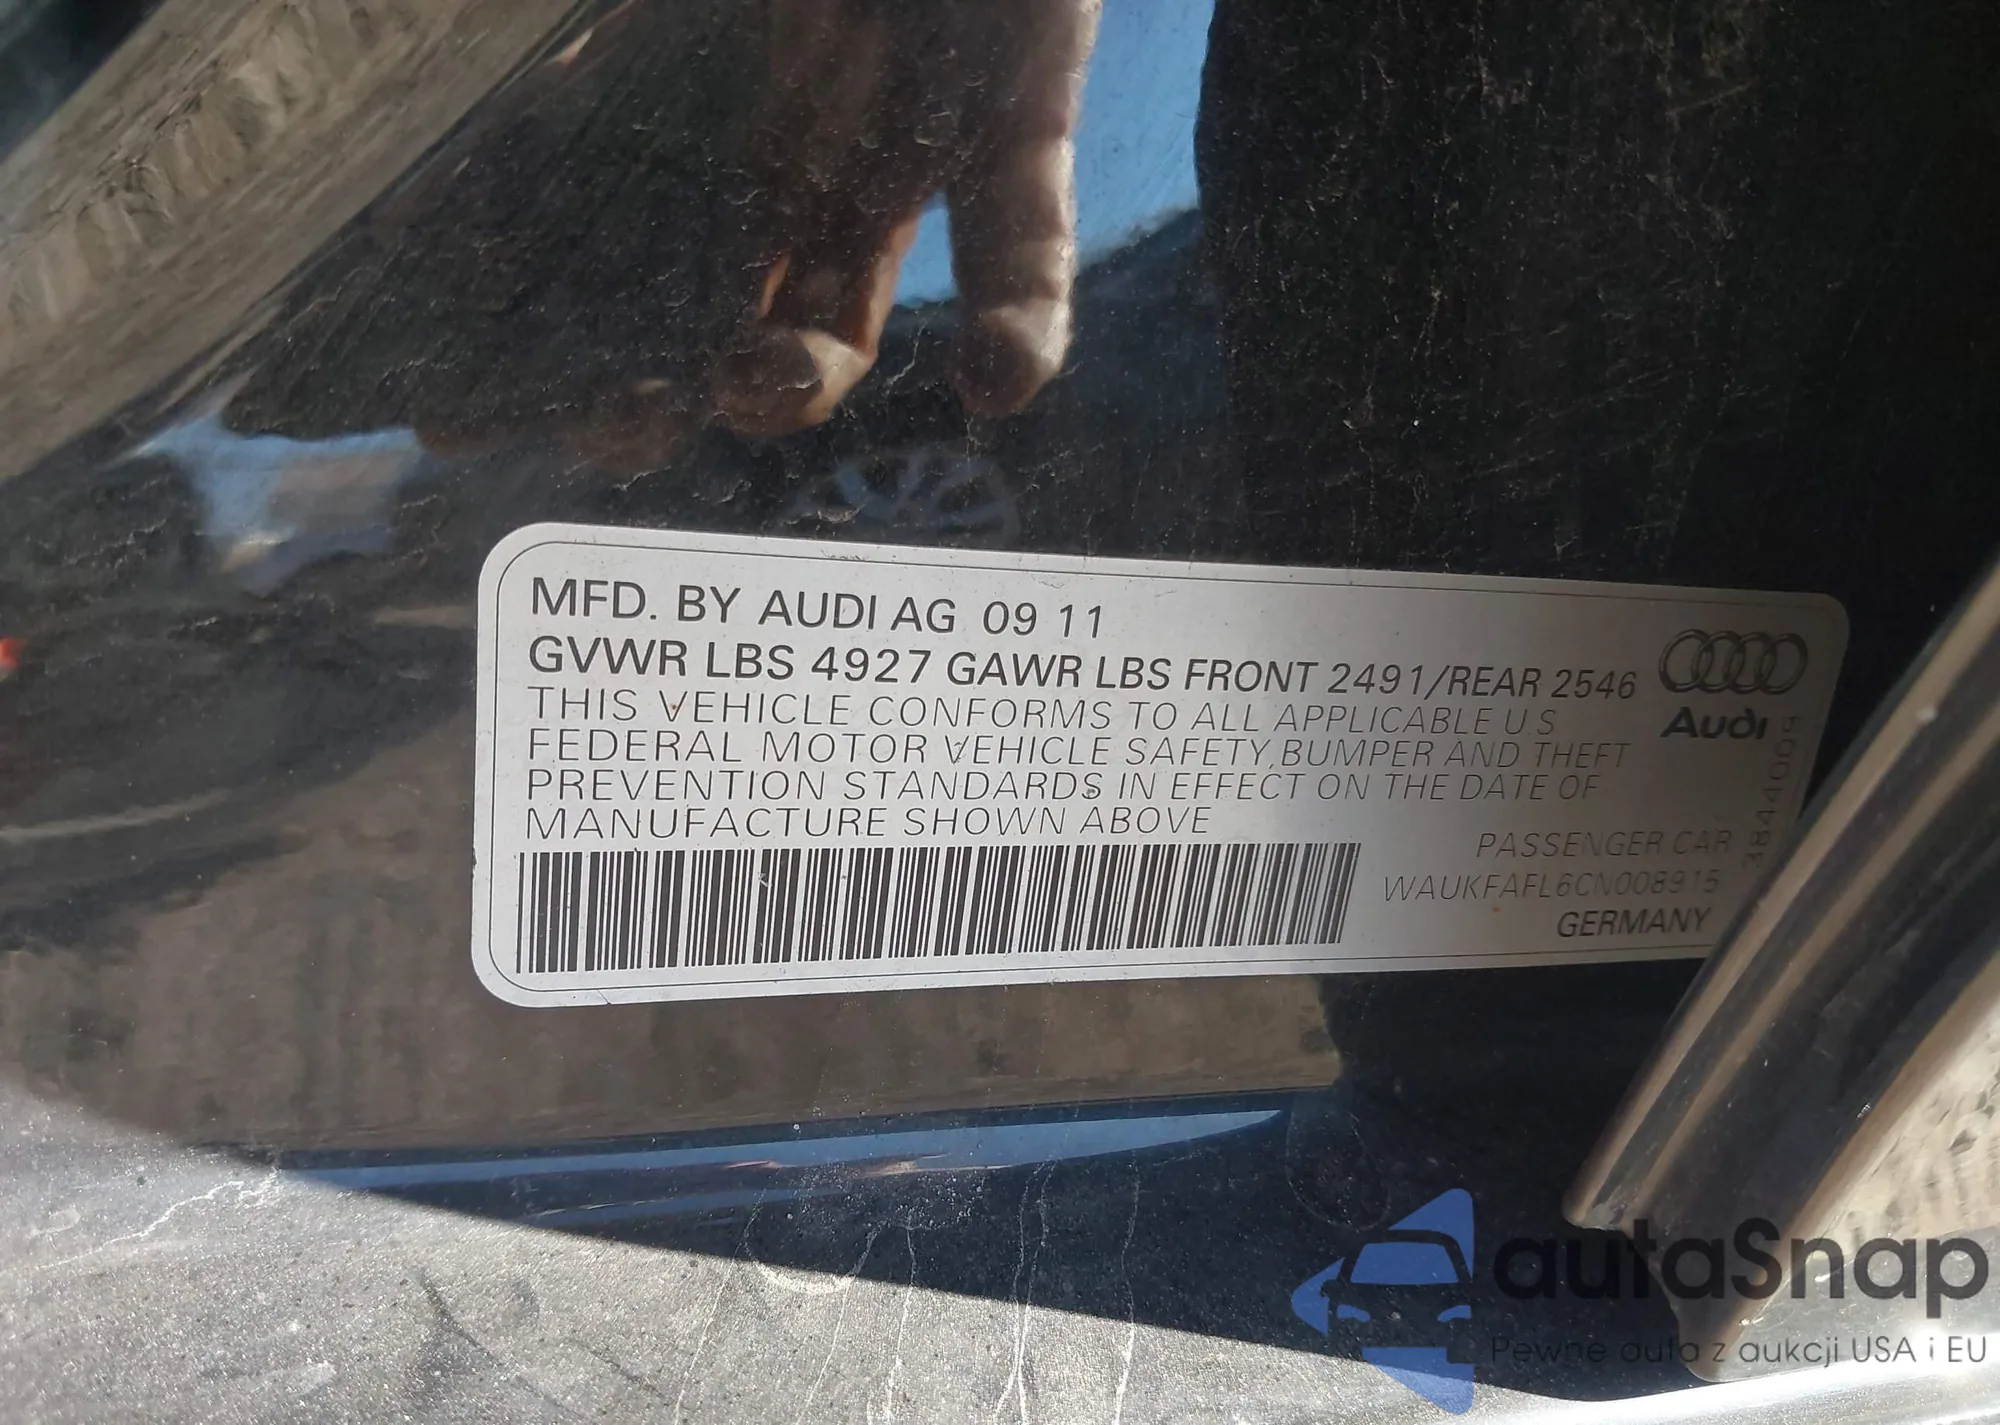 MFD. BY AUDI AG 09 11
GVWR LBS 4927 GAWR LBS FRONT 2491/REAR 2546
THIS VEHICLE CONFORMS TO ALL APPLICABLE U.S
FEDERAL MOTOR VEHICLE SAFETY, BUMPER AND THEFT
PREVENTION STANDARDS IN EFFECT ON THE DATE OF
MANUFACTURE SHOWN ABOVE
Audi
3844009
PASSENGER CAR
WAUKFAFL6CN008915
GERMANY
autaSnap
Pewne auta z aukcji USA i EU